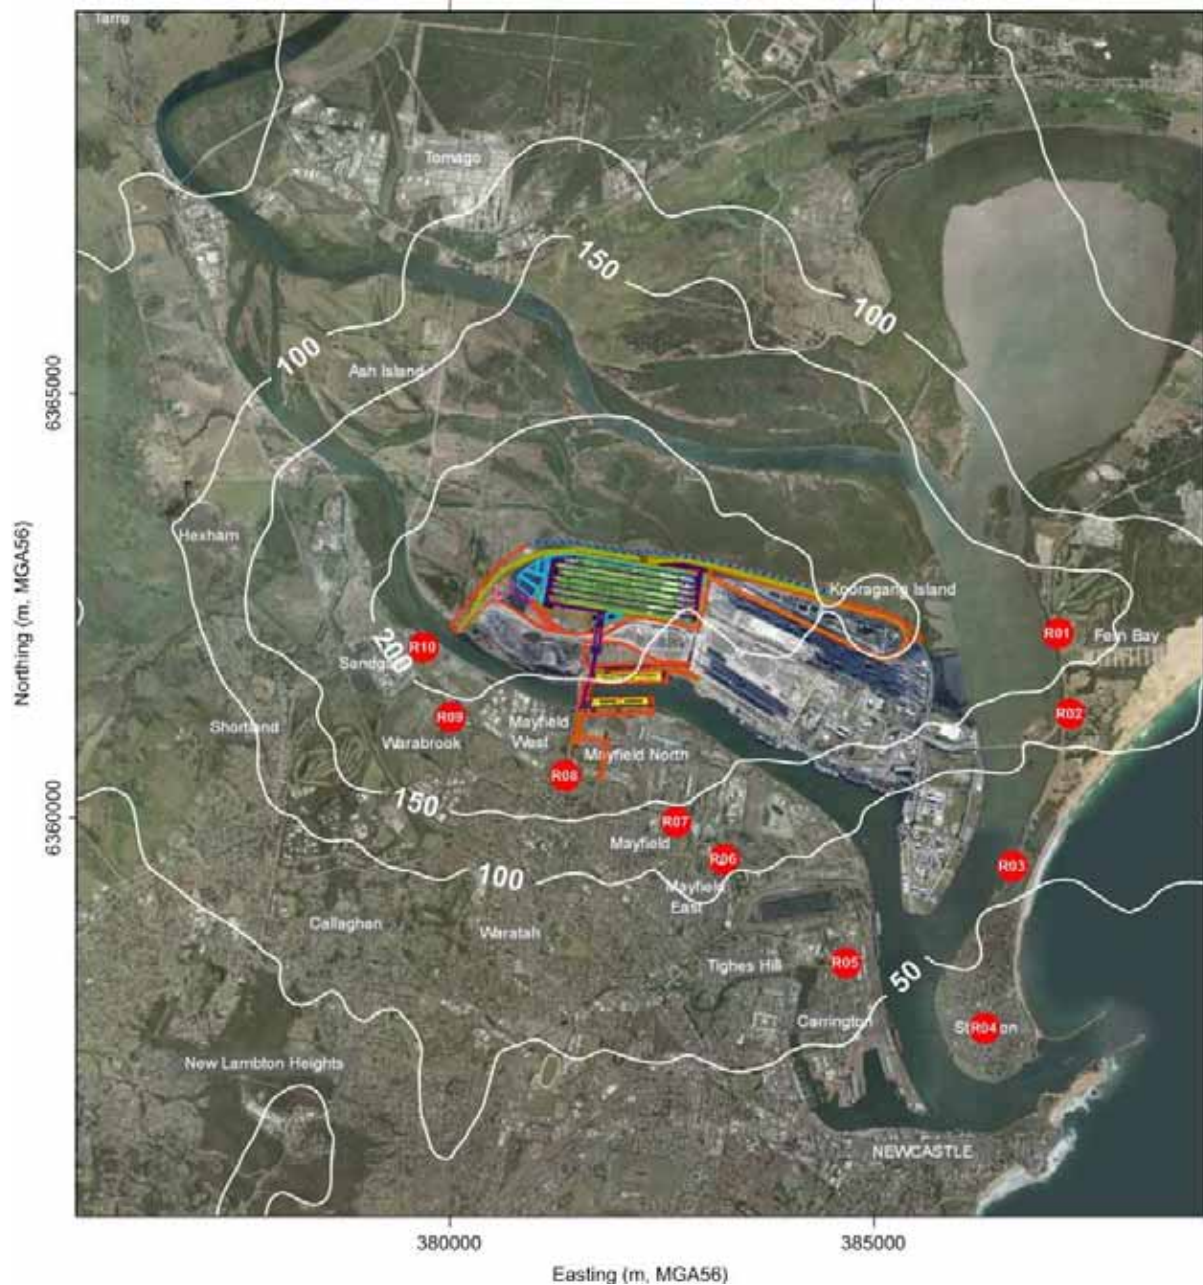 Tarro
Tomago
150
100
100
Ash Island
6365000
Hexham
Kooragang Island
R01
Fern Bay
200
R10
R02
Shortland
R09
Warabrook
Mayfield
West
Mayfield North
R08
150
6360000
R07
Mayfield
R06
Mayfield
East
R03
100
Callaghan
Waratah
Tighes Hill
R05
50
Carrington
R04
New Lambton Heights
NEWCASTLE
380000
385000
Easting (m, MGA56)
Northing (m, MGA56)